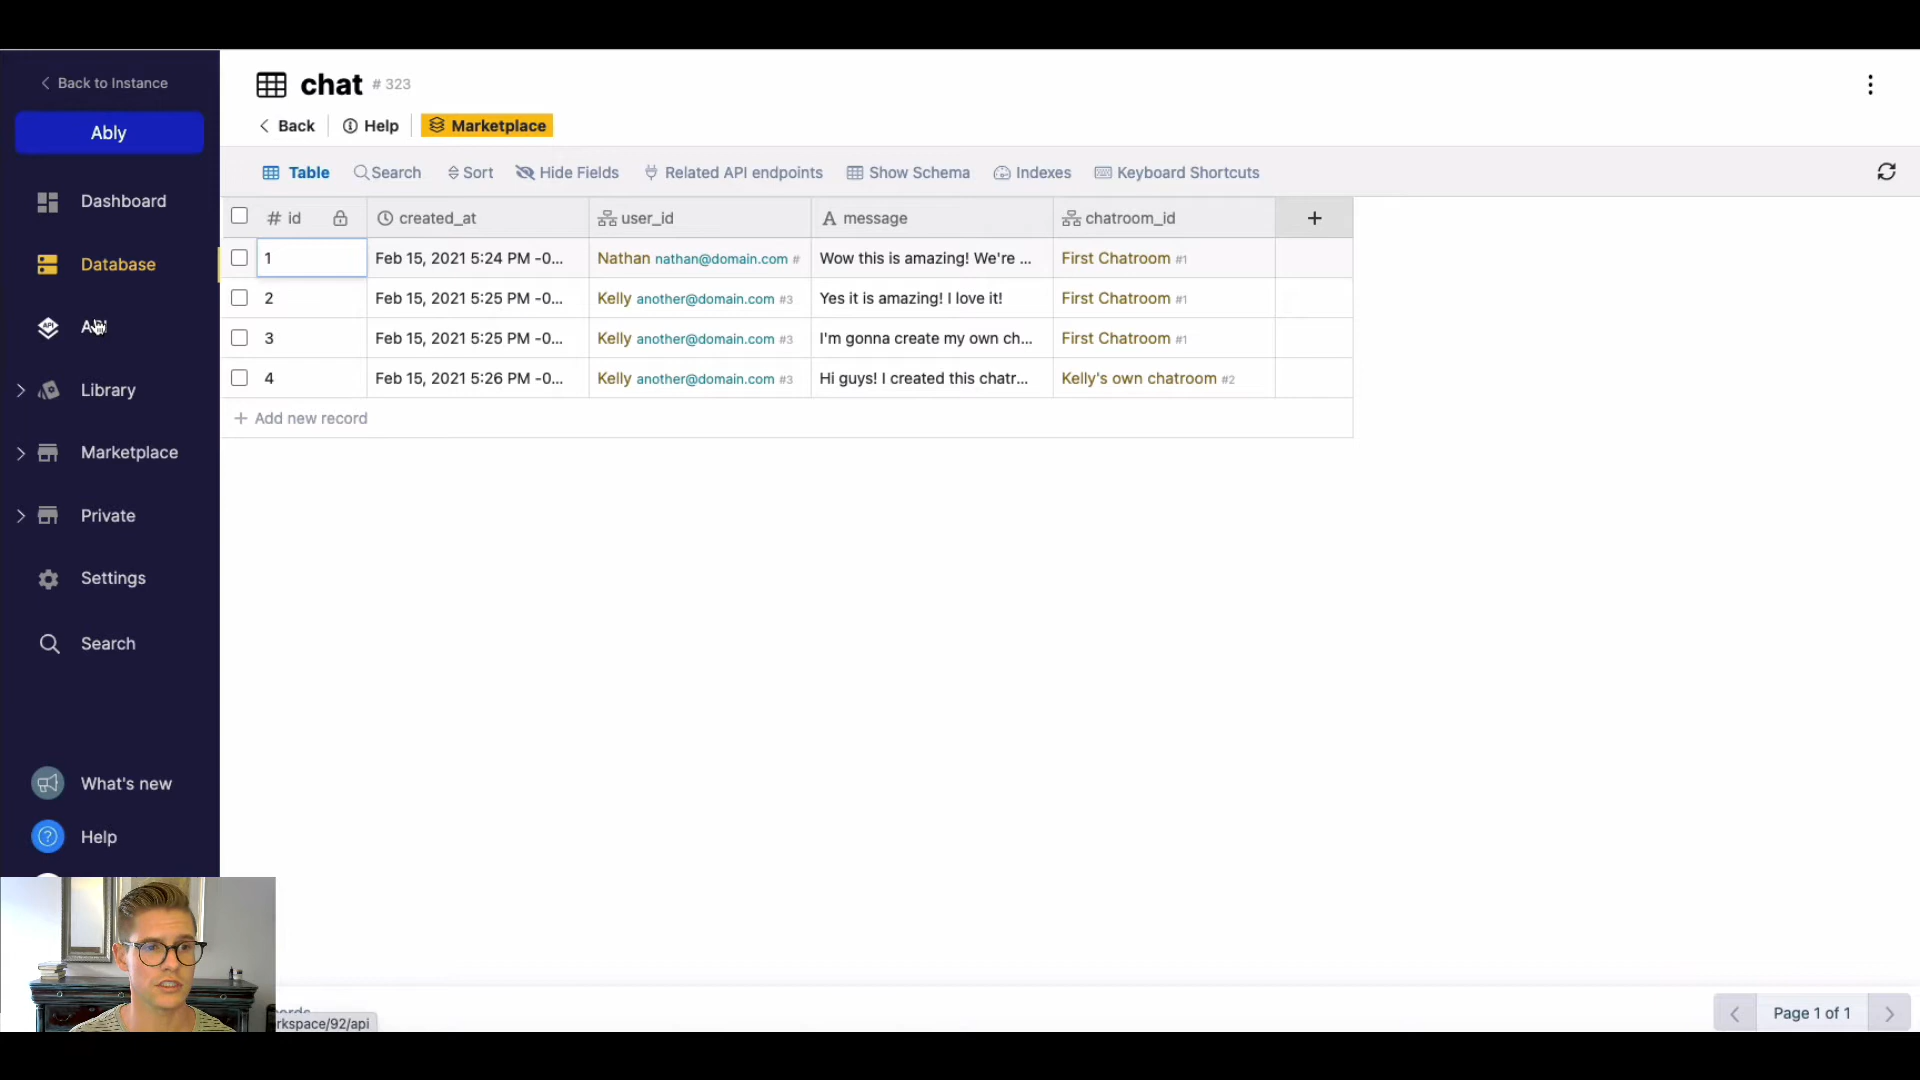 Back to Instance
Ably
Dashboard
Database
Library
Marketplace
Private
Settings
Search
What's new
Help
chat # 323
Back Help Marketplace
Table Search Sort Hide Fields Related API endpoints Show Schema Indexes Keyboard Shortcuts
# id created_at user_id A message chatroom_id +
1 Feb 15, 2021 5:24 PM -0... Nathan nathan@domain.com # Wow this is amazing! We're ... First Chatroom #1
2 Feb 15, 2021 5:25 PM -0... Kelly another@domain.com #3 Yes it is amazing! I love it! First Chatroom #1
3 Feb 15, 2021 5:25 PM -0... Kelly another@domain.com #3 I'm gonna create my own ch... First Chatroom #1
4 Feb 15, 2021 5:26 PM -0... Kelly another@domain.com #3 Hi guys! I created this chatr... Kelly's own chatroom #2
+ Add new record
rkspace/92/api
Page 1 of 1